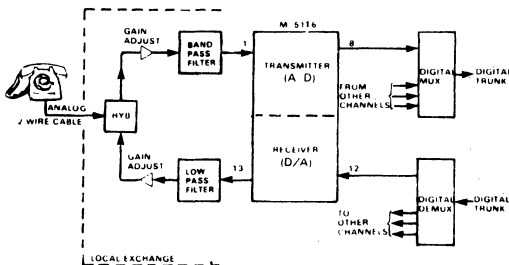 M 5116
GAIN
ADJUST
BAND
PASS
FILTER
1
TRANSMITTER
(A D)
8
DIGITAL
MUX
DIGITAL
TRUNK
FROM
OTHER
CHANNELS
ANALOG
2 WIRE CABLE
HYB
GAIN
ADJUST
LOW
PASS
FILTER
13
RECEIVER
(D/A)
12
DIGITAL
DEMUX
DIGITAL
TRUNK
TO
OTHER
CHANNELS
LOCAL EXCHANGE